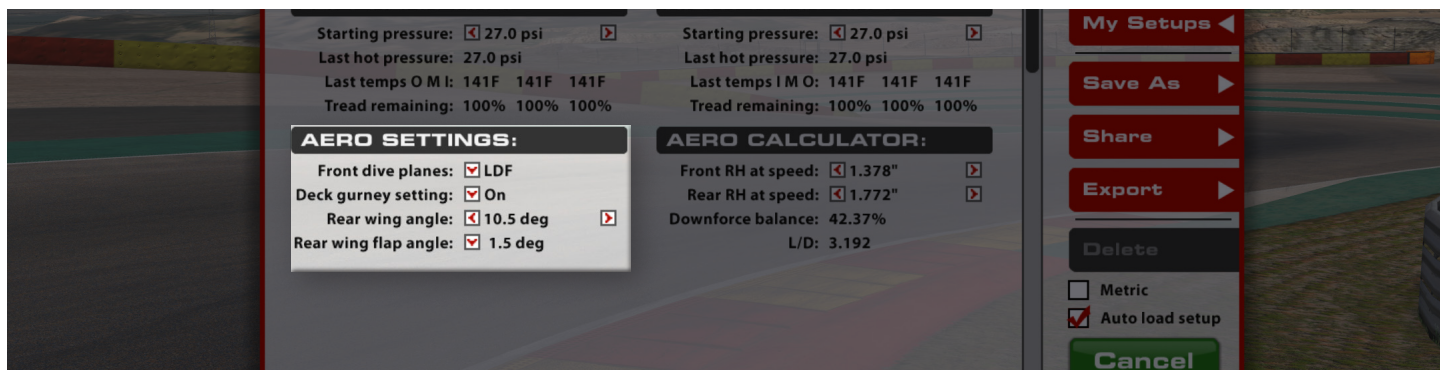 Starting pressure: 27.0 psi
Last hot pressure: 27.0 psi
Last temps O M I: 141F 141F 141F
Tread remaining: 100% 100% 100%
Starting pressure: 27.0 psi
Last hot pressure: 27.0 psi
Last temps I M O: 141F 141F 141F
Tread remaining: 100% 100% 100%
AERO SETTINGS:
Front dive planes: LDF
Deck gurney setting: On
Rear wing angle: 10.5 deg
Rear wing flap angle: 1.5 deg
AERO CALCULATOR:
Front RH at speed: 1.378"
Rear RH at speed: 1.772"
Downforce balance: 42.37%
L/D: 3.192
My Setups
Save As
Share
Export
Delete
Metric
Auto load setup
Cancel